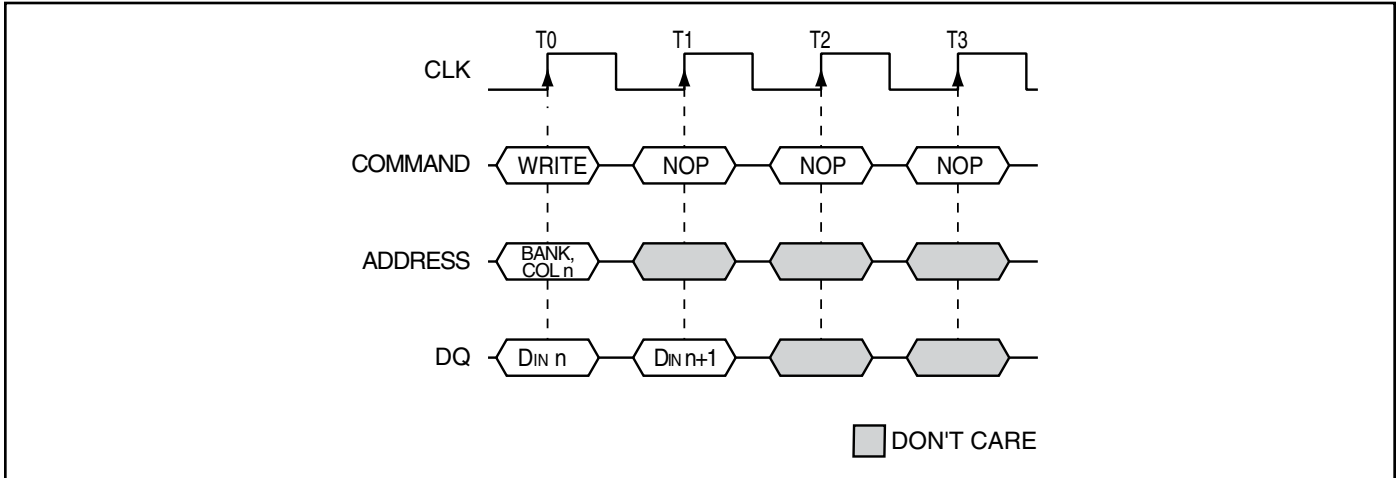 T0 T1 T2 T3
CLK
COMMAND WRITE NOP NOP NOP
ADDRESS BANK,
COL n
DQ DIN n DIN n+1
DON'T CARE